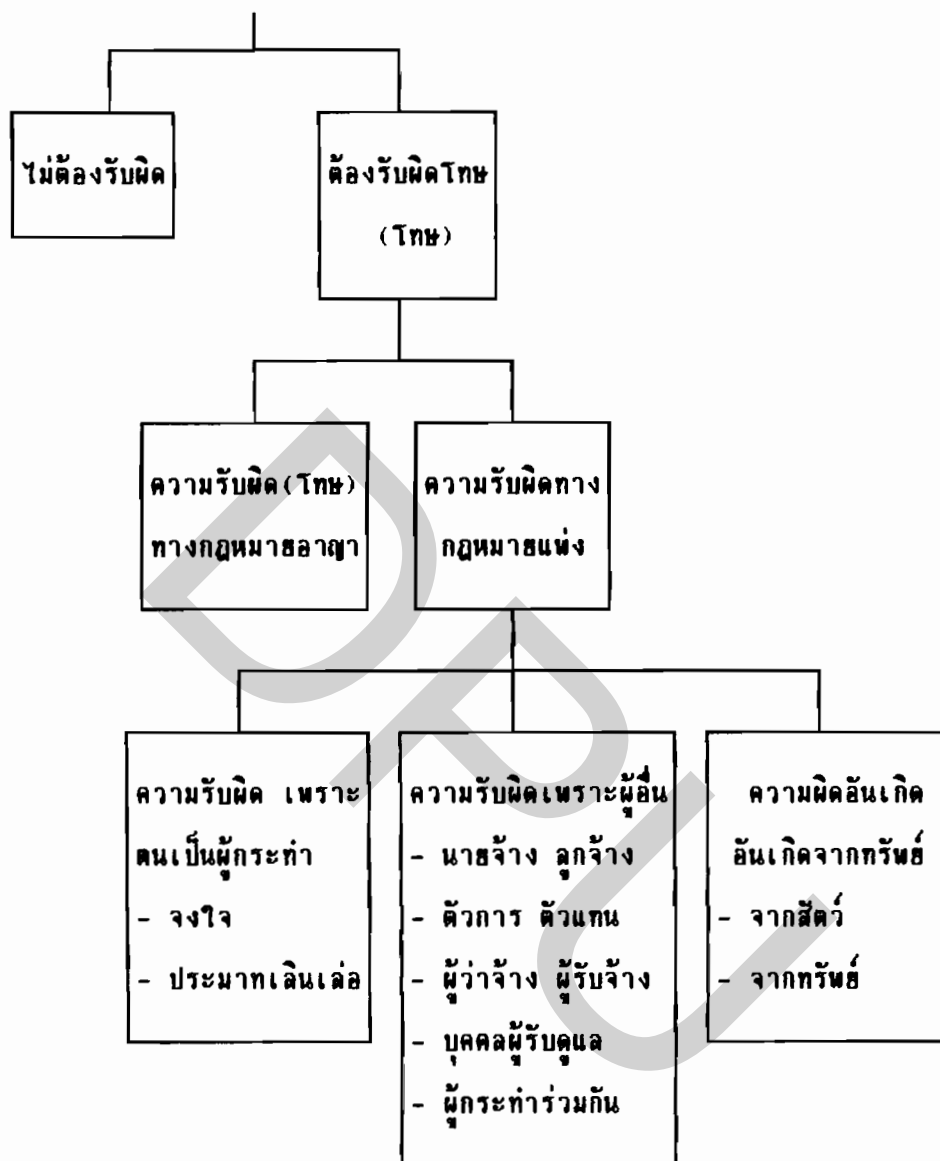 ไม่ต้องรับผิด
ต้องรับผิดโทษ
(โทษ)
ความรับผิด(โทษ)
ทางกฎหมายอาญา
ความรับผิดทาง
กฎหมายแพ่ง
ความรับผิด เพราะ
ตนเป็นผู้กระทำ
- จงใจ
- ประมาทเลินเล่อ
ความรับผิดเพราะผู้อื่น
- นายจ้าง ลูกจ้าง
- ตัวการ ตัวแทน
- ผู้ว่าจ้าง ผู้รับจ้าง
- บุคคลผู้รับดูแล
- ผู้กระทำร่วมกัน
ความผิดอันเกิด
อันเกิดจากทรัพย์
- จากสัตว์
- จากทรัพย์
DPU